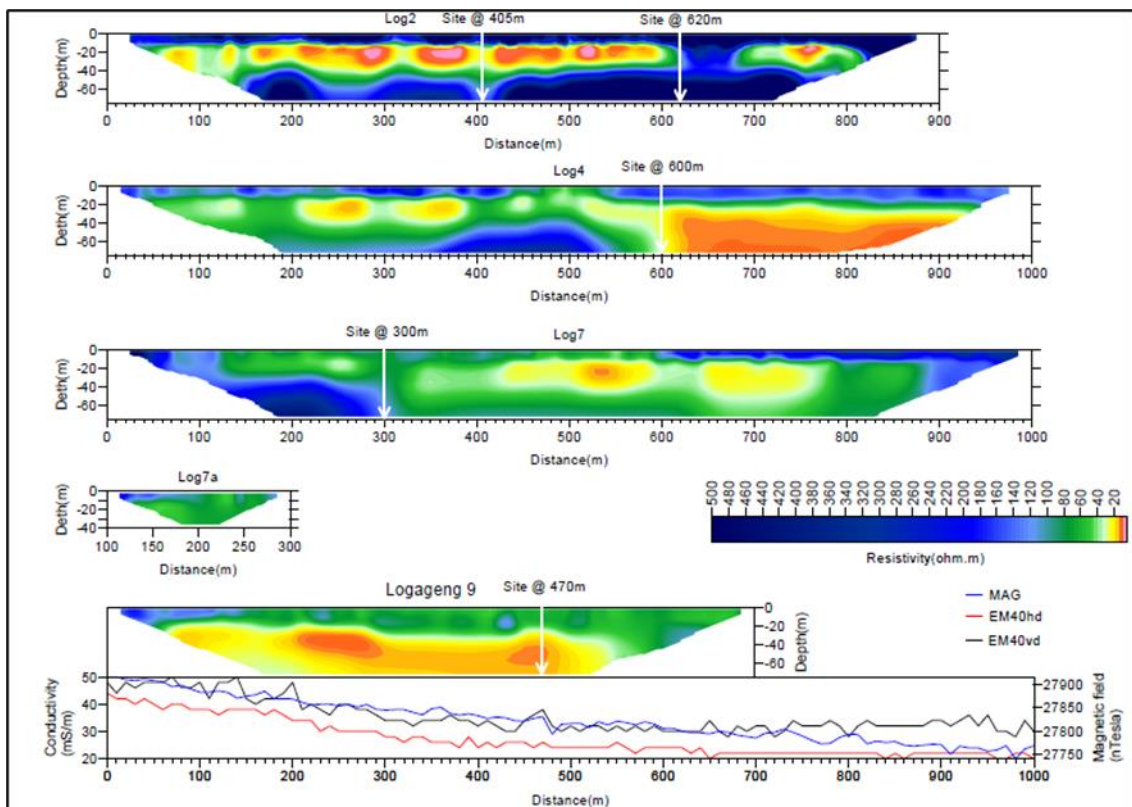 Log2 Site @ 405m Site @ 620m
Depth(m)
0
-20
-40
-60
0 100 200 300 400 500 600 700 800 900
Distance(m)
Log4 Site @ 600m
Depth(m)
0
-20
-40
-60
0 100 200 300 400 500 600 700 800 900 1000
Distance(m)
Site @ 300m Log7
Deth(m)
0
-20
-40
-60
0 100 200 300 400 500 600 700 800 900 1000
Distance(m)
Log7a
Deth(m)
0
-20
-40
100 150 200 250 300
Distance(m)
500 480 460 440 420 400 380 360 340 320 300 280 260 240 220 200 180 160 140 120 100 80 60 40 20
Resistivity(ohm.m)
Logageng 9 Site @ 470m
0
-20
-40
-60
Depth(m)
MAG
EM40hd
EM40vd
Conductivity
(mS/m)
50
40
30
20
27900
27850
27800
27750
Magnetic field
(nTesla)
0 100 200 300 400 500 600 700 800 900 1000
Distance(m)